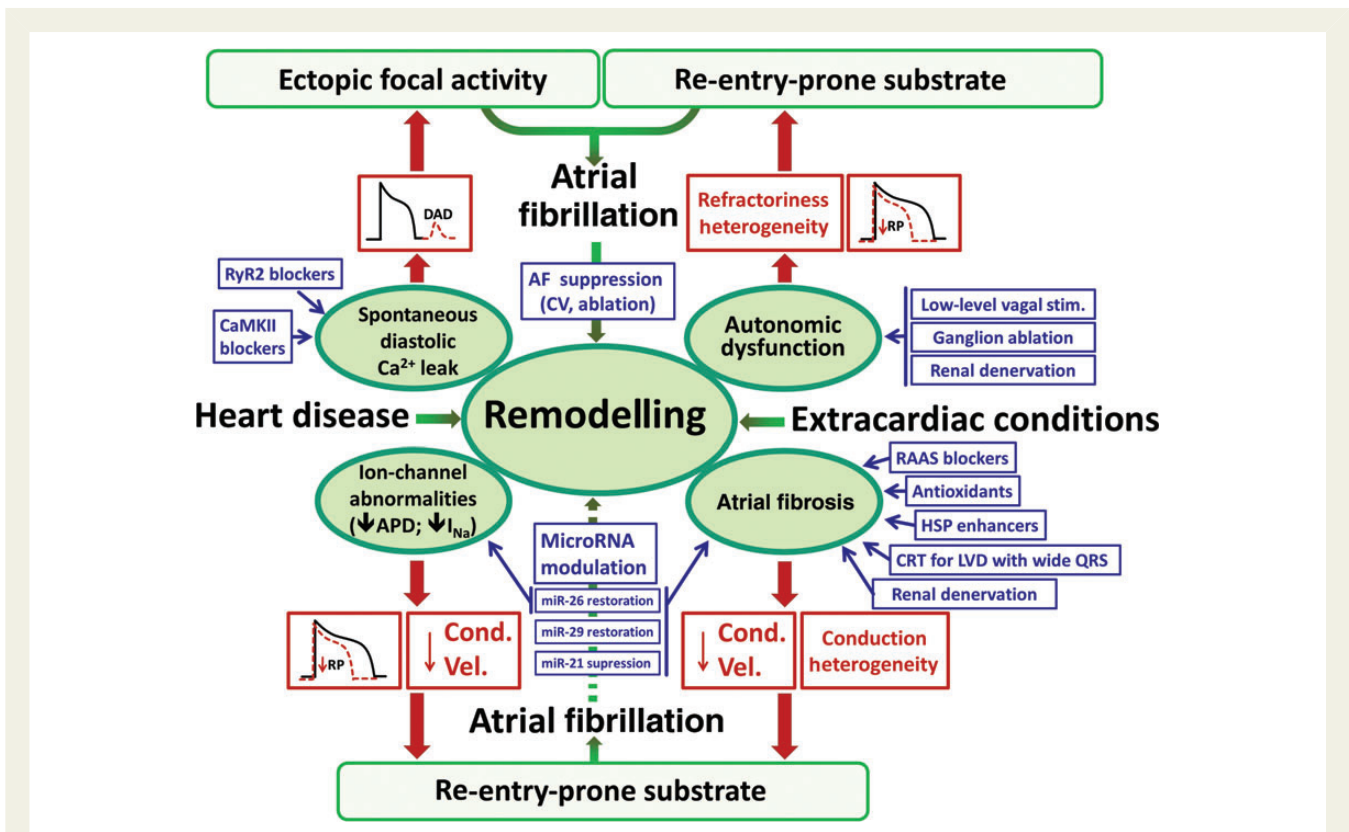 Ectopic focal activity
Re-entry-prone substrate
Atrial
fibrillation
DAD
Refractoriness
heterogeneity
↓RP
RyR2 blockers
CaMKII
blockers
AF suppression
(CV, ablation)
Spontaneous
diastolic
Ca²⁺ leak
Autonomic
dysfunction
Low-level vagal stim.
Ganglion ablation
Renal denervation
Heart disease
Remodelling
Extracardiac conditions
Ion-channel
abnormalities
(↓APD; ↓I_Na)
Atrial fibrosis
RAAS blockers
Antioxidants
HSP enhancers
CRT for LVD with wide QRS
Renal denervation
MicroRNA
modulation
miR-26 restoration
miR-29 restoration
miR-21 supression
↓RP
↓ Cond.
Vel.
↓ Cond.
Vel.
Conduction
heterogeneity
Atrial fibrillation
Re-entry-prone substrate